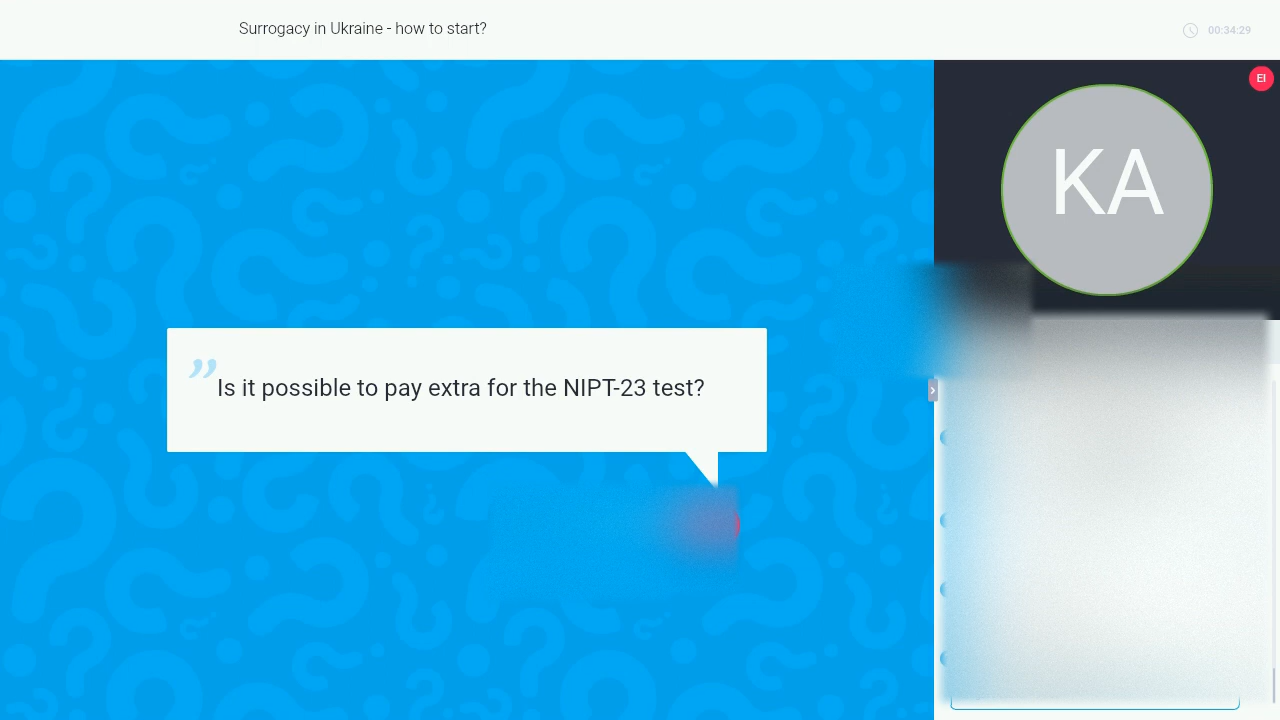 Surrogacy in Ukraine - how to start?
00:34:29
EI
KA
” Is it possible to pay extra for the NIPT-23 test?